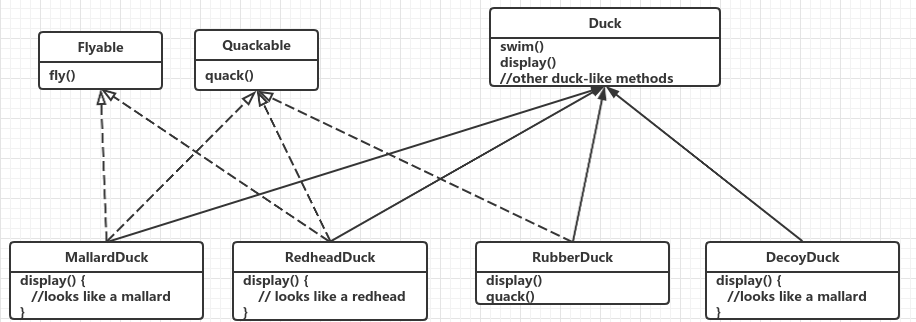 Flyable
fly()
Quackable
quack()
Duck
swim()
display()
//other duck-like methods
MallardDuck
display() {
//looks like a mallard
}
RedheadDuck
display() {
// looks like a redhead
}
RubberDuck
display()
quack()
DecoyDuck
display() {
//looks like a mallard
}